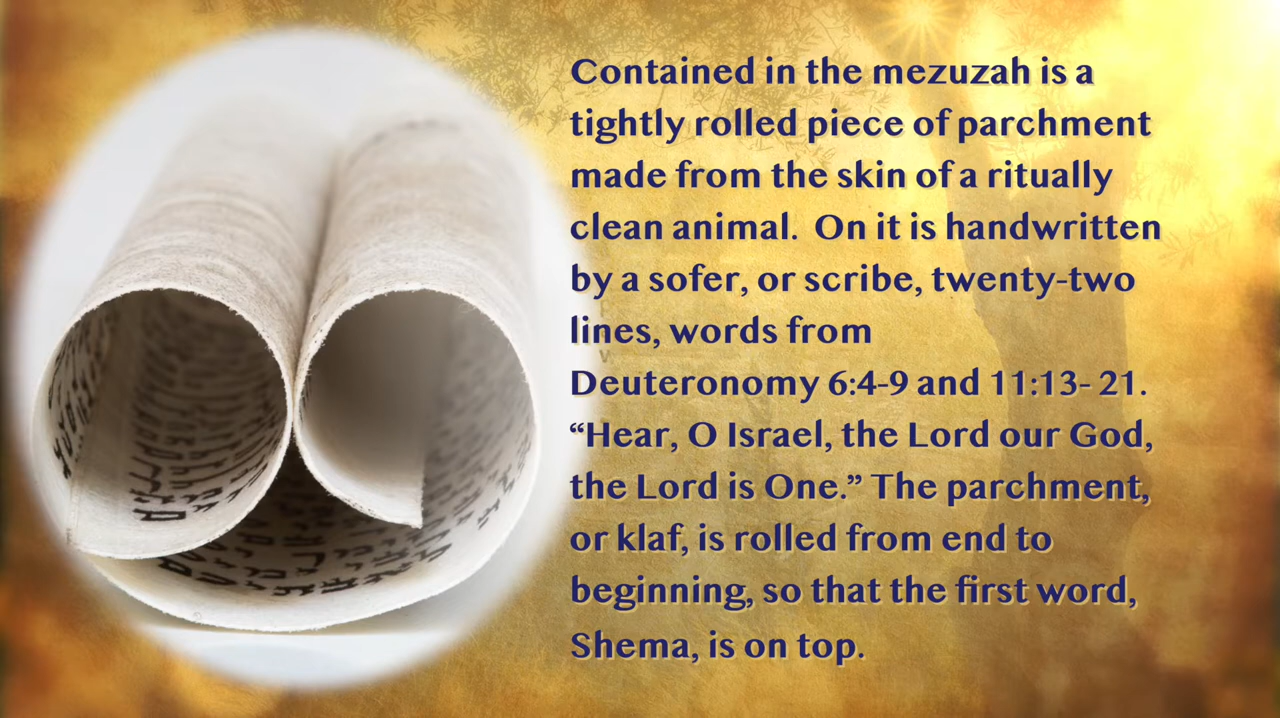 Contained in the mezuzah is a
tightly rolled piece of parchment
made from the skin of a ritually
clean animal.  On it is handwritten
by a sofer, or scribe, twenty-two
lines, words from
Deuteronomy 6:4-9 and 11:13- 21.
“Hear, O Israel, the Lord our God,
the Lord is One.” The parchment,
or klaf, is rolled from end to
beginning, so that the first word,
Shema, is on top.